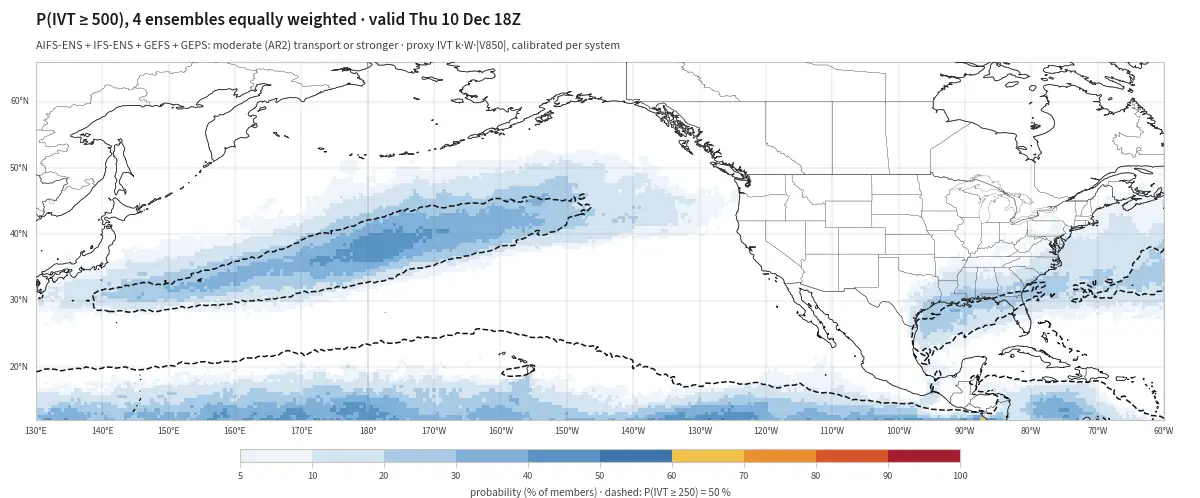 P(IVT ≥ 500), 4 ensembles equally weighted · valid Thu 10 Dec 18Z
AIFS-ENS + IFS-ENS + GEFS + GEPS: moderate (AR2) transport or stronger · proxy IVT k·W·|V850|, calibrated per system
60°N
50°N
40°N
30°N
20°N
130°E 140°E 150°E 160°E 170°E 180° 170°W 160°W 150°W 140°W 130°W 120°W 110°W 100°W 90°W 80°W 70°W 60°W
5 10 20 30 40 50 60 70 80 90 100
probability (% of members) · dashed: P(IVT ≥ 250) = 50 %